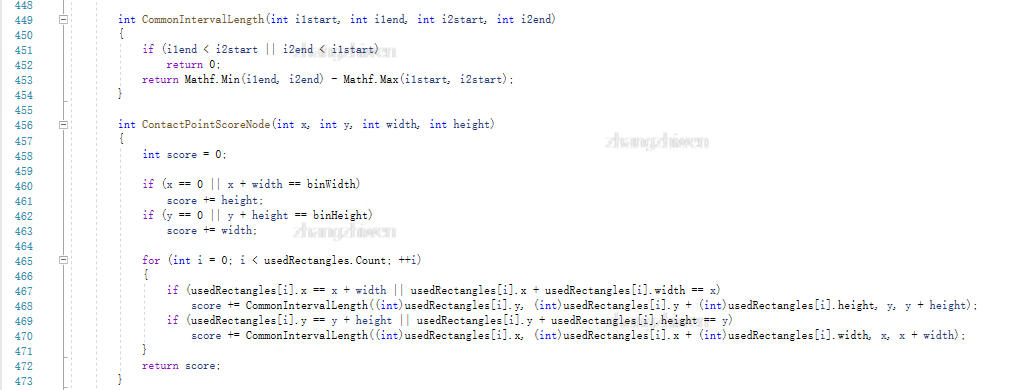 448
449 int CommonIntervalLength(int i1start, int i1end, int i2start, int i2end)
450 {
451 if (i1end < i2start || i2end < i1start)
452 return 0;
453 return Mathf.Min(i1end, i2end) - Mathf.Max(i1start, i2start);
454 }
455
456 int ContactPointScoreNode(int x, int y, int width, int height)
457 {
458 int score = 0;
459
460 if (x == 0 || x + width == binWidth)
461 score += height;
462 if (y == 0 || y + height == binHeight)
463 score += width;
464
465 for (int i = 0; i < usedRectangles.Count; ++i)
466 {
467 if (usedRectangles[i].x == x + width || usedRectangles[i].x + usedRectangles[i].width == x)
468 score += CommonIntervalLength((int)usedRectangles[i].y, (int)usedRectangles[i].y + (int)usedRectangles[i].height, y, y + height);
469 if (usedRectangles[i].y == y + height || usedRectangles[i].y + usedRectangles[i].height == y)
470 score += CommonIntervalLength((int)usedRectangles[i].x, (int)usedRectangles[i].x + (int)usedRectangles[i].width, x, x + width);
471 }
472 return score;
473 }
zhangzhiwen
zhangzhiwen
zhangzhiwen